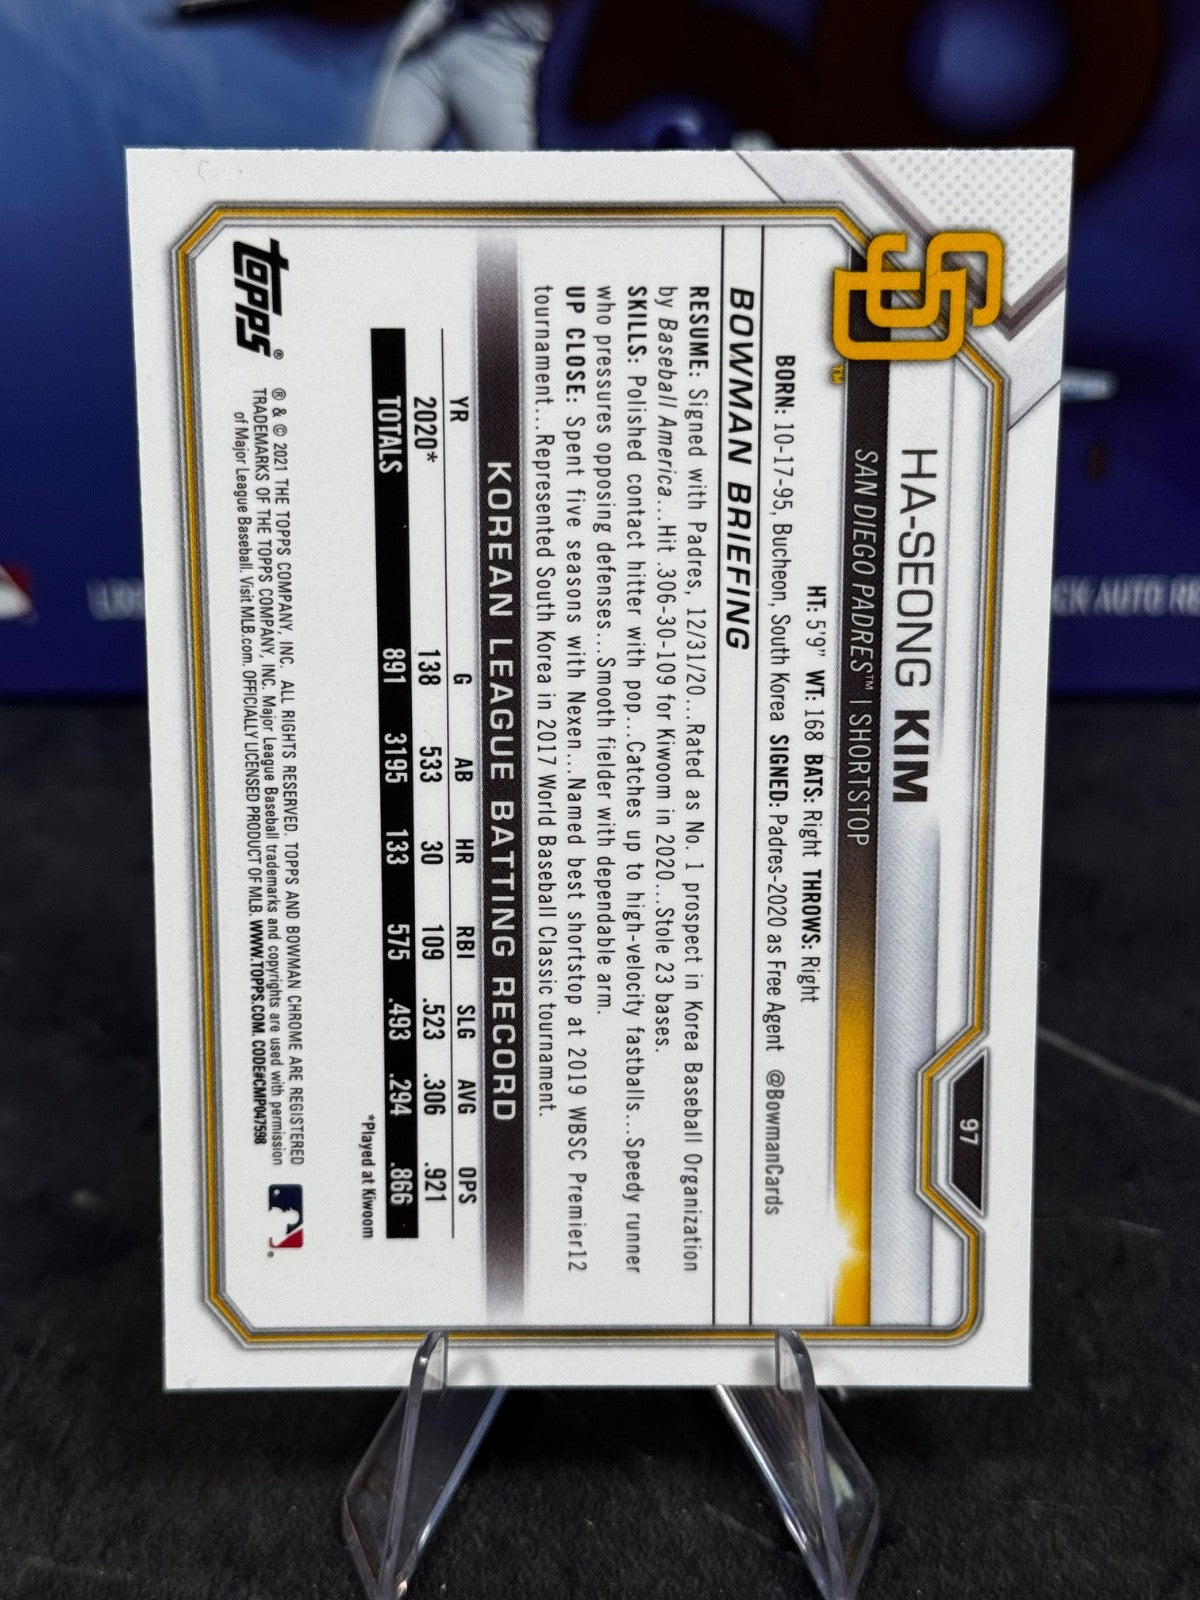 97
SD™
HA-SEONG KIM
SAN DIEGO PADRES™ | SHORTSTOP
HT: 5'9" WT: 168 BATS: Right THROWS: Right
BORN: 10-17-95, Bucheon, South Korea SIGNED: Padres-2020 as Free Agent @BowmanCards
BOWMAN BRIEFING
RESUME: Signed with Padres, 12/31/20...Rated as No. 1 prospect in Korea Baseball Organization
by Baseball America...Hit .306-30-109 for Kiwoom in 2020...Stole 23 bases.
SKILLS: Polished contact hitter with pop...Catches up to high-velocity fastballs...Speedy runner
who pressures opposing defenses...Smooth fielder with dependable arm.
UP CLOSE: Spent five seasons with Nexen...Named best shortstop at 2019 WBSC Premier12
tournament...Represented South Korea in 2017 World Baseball Classic tournament.
KOREAN LEAGUE BATTING RECORD
YR G AB HR RBI SLG AVG OPS
2020* 138 533 30 109 .523 .306 .921
TOTALS 891 3195 133 575 .493 .294 .866
*Played at Kiwoom
topps®
® & © 2021 THE TOPPS COMPANY, INC. ALL RIGHTS RESERVED. TOPPS AND BOWMAN CHROME ARE REGISTERED
TRADEMARKS OF THE TOPPS COMPANY, INC. Major League Baseball trademarks and copyrights are used with permission
of Major League Baseball. Visit MLB.com. OFFICIALLY LICENSED PRODUCT OF MLB. WWW.TOPPS.COM. CODE#CMP047598
AUTO